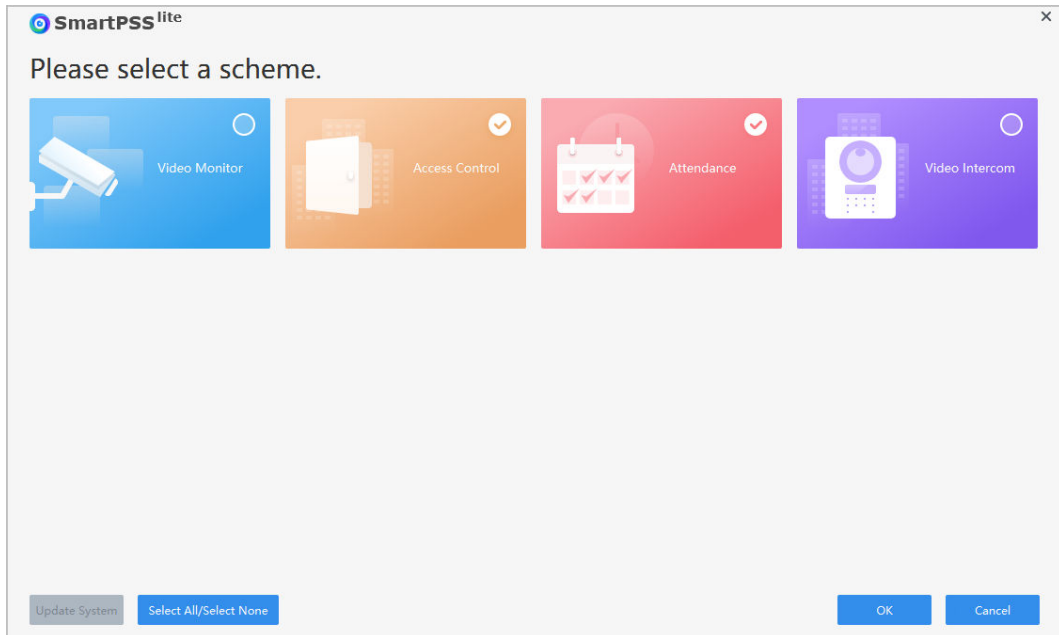 SmartPSS lite
Please select a scheme.
Video Monitor
Access Control
Attendance
Video Intercom
Update System
Select All/Select None
OK
Cancel